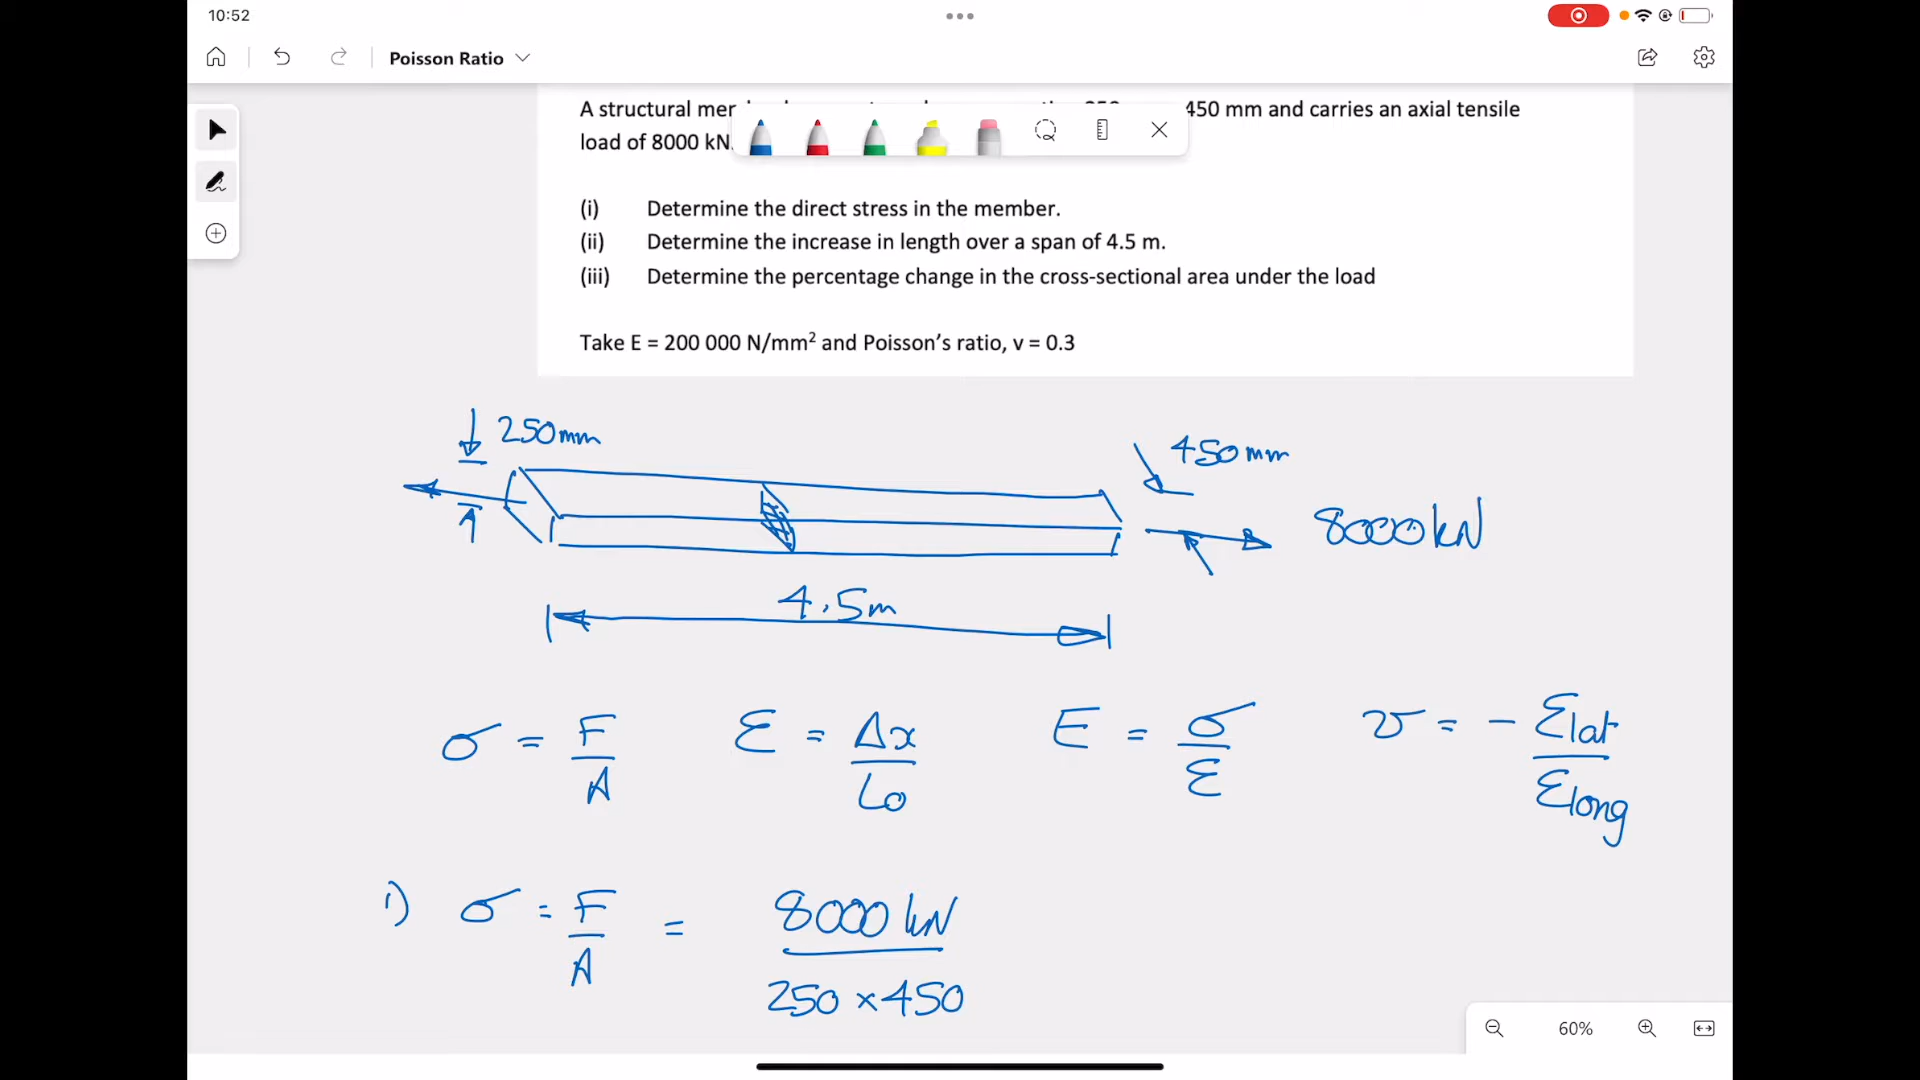 10:52
Poisson Ratio
A structural 450 mm and carries an axial tensile
load of 8000 kN
(i) Determine the direct stress in the member.
(ii) Determine the increase in length over a span of 4.5 m.
(iii) Determine the percentage change in the cross-sectional area under the load
Take E = 200 000 N/mm² and Poisson's ratio, v = 0.3
250mm
450mm
8000kN
4.5m
σ = F/A ε = Δx/Lo E = σ/ε ν = - εlat/εlong
i) σ = F/A = 8000 kN / 250 × 450
60%